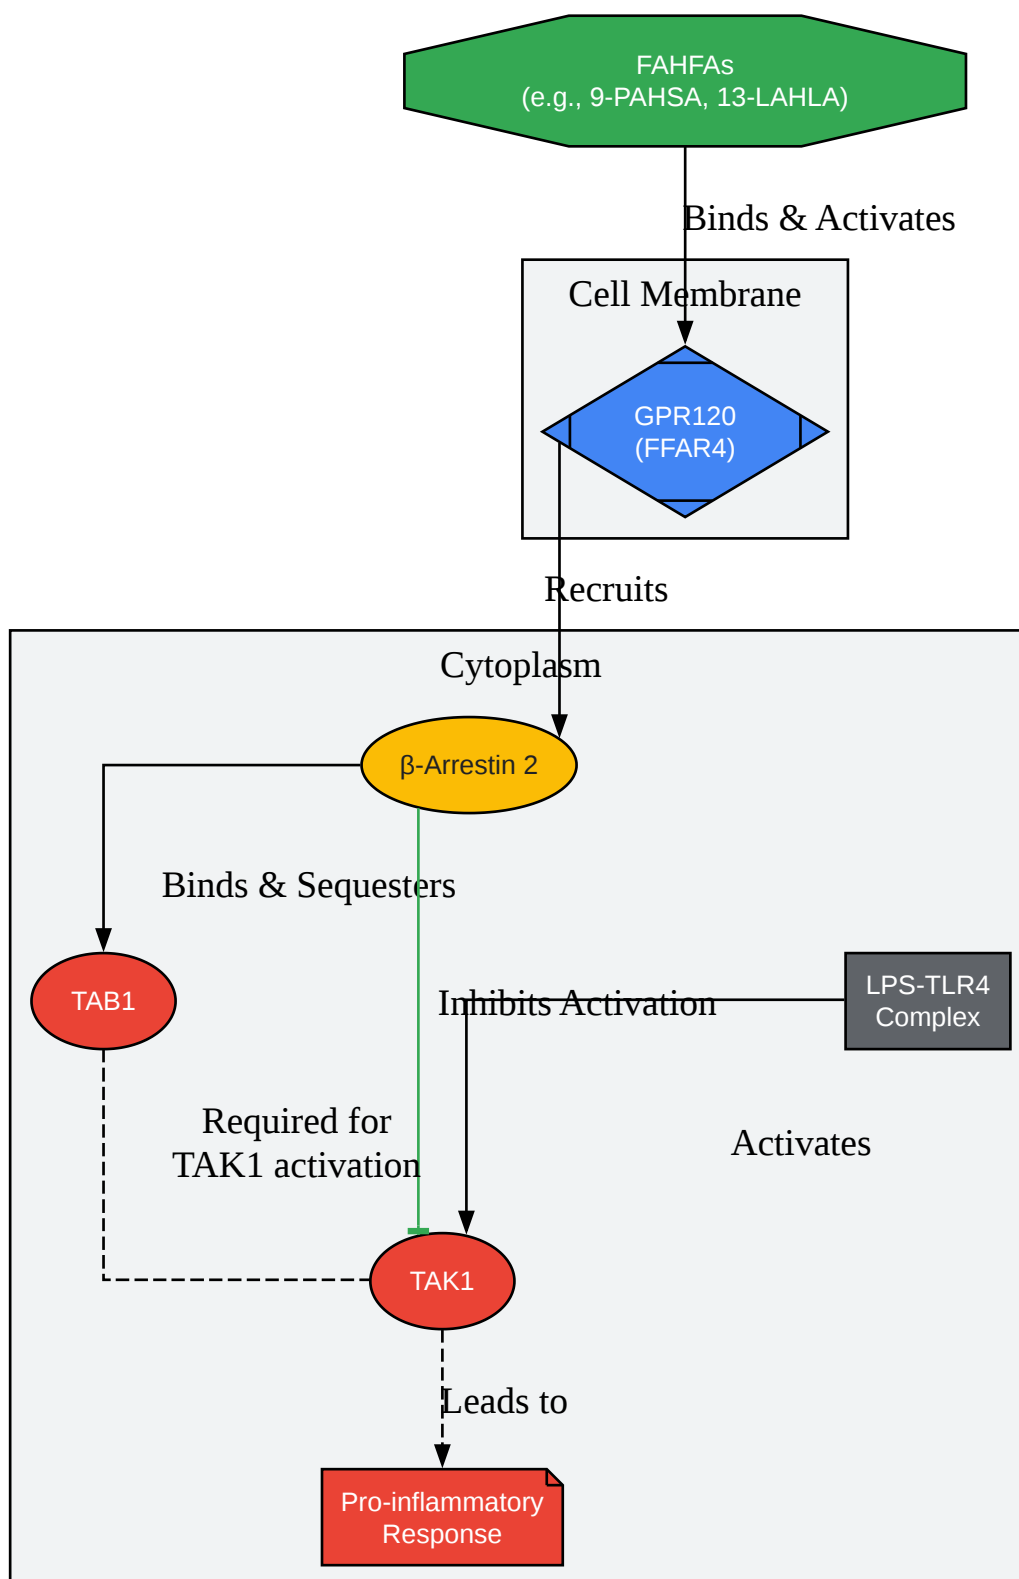 FAHFAs
(e.g., 9-PAHSA, 13-LAHLA)
Binds & Activates
Cell Membrane
GPR120
(FFAR4)
Recruits
Cytoplasm
β-Arrestin 2
Binds & Sequesters
TAB1
Inhibits Activation
LPS-TLR4
Complex
Required for
TAK1 activation
Activates
TAK1
Leads to
Pro-inflammatory
Response